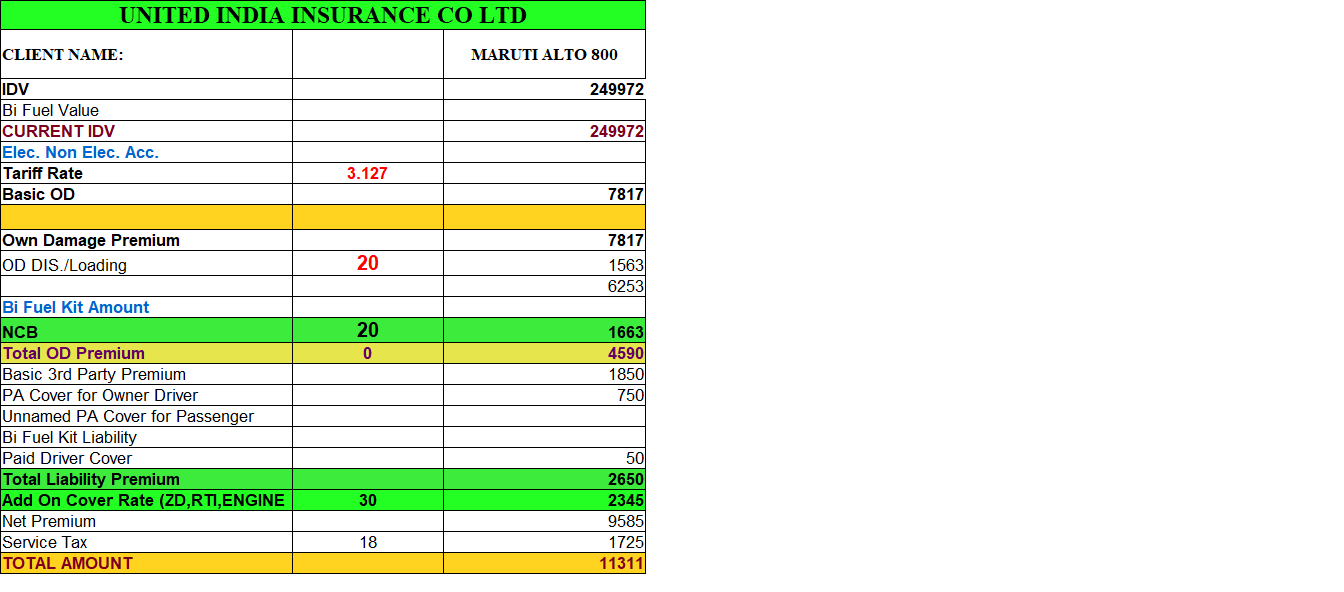 UNITED INDIA INSURANCE CO LTD
CLIENT NAME: MARUTI ALTO 800
IDV 249972
Bi Fuel Value
CURRENT IDV 249972
Elec. Non Elec. Acc.
Tariff Rate 3.127
Basic OD 7817
Own Damage Premium 7817
OD DIS./Loading 20 1563
6253
Bi Fuel Kit Amount
NCB 20 1663
Total OD Premium 0 4590
Basic 3rd Party Premium 1850
PA Cover for Owner Driver 750
Unnamed PA Cover for Passenger
Bi Fuel Kit Liability
Paid Driver Cover 50
Total Liability Premium 2650
Add On Cover Rate (ZD,RTI,ENGINE 30 2345
Net Premium 9585
Service Tax 18 1725
TOTAL AMOUNT 11311